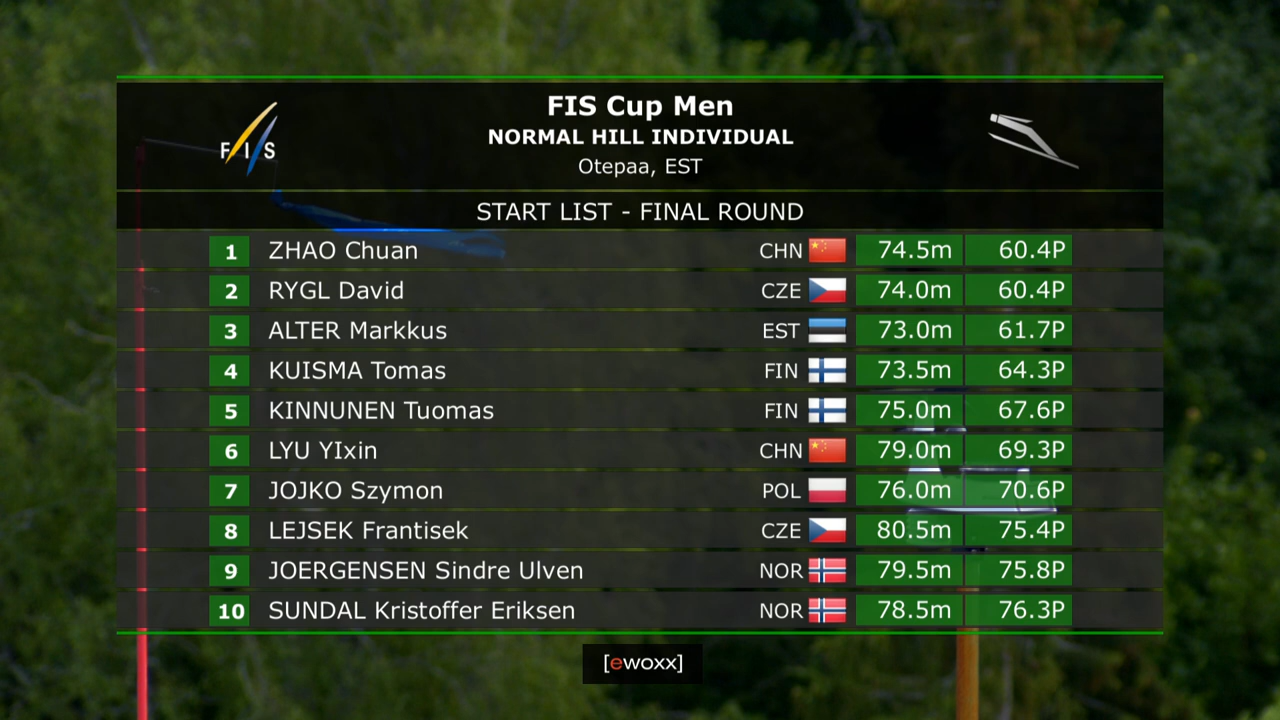 FIS
FIS Cup Men
NORMAL HILL INDIVIDUAL
Otepaa, EST
START LIST - FINAL ROUND
1 ZHAO Chuan CHN 74.5m 60.4P
2 RYGL David CZE 74.0m 60.4P
3 ALTER Markkus EST 73.0m 61.7P
4 KUISMA Tomas FIN 73.5m 64.3P
5 KINNUNEN Tuomas FIN 75.0m 67.6P
6 LYU YIxin CHN 79.0m 69.3P
7 JOJKO Szymon POL 76.0m 70.6P
8 LEJSEK Frantisek CZE 80.5m 75.4P
9 JOERGENSEN Sindre Ulven NOR 79.5m 75.8P
10 SUNDAL Kristoffer Eriksen NOR 78.5m 76.3P
[ewoxx]